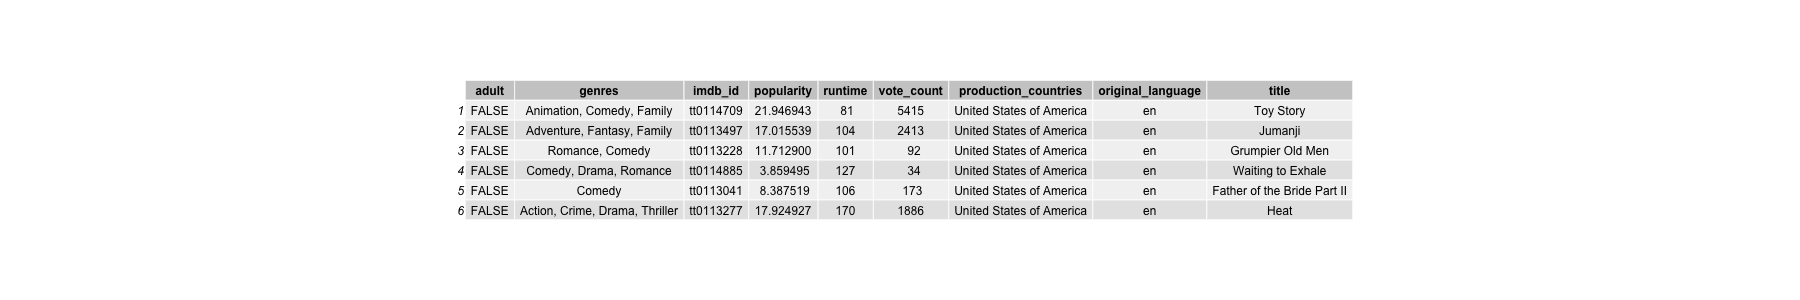 adult genres imdb_id popularity runtime vote_count production_countries original_language title
1 FALSE Animation, Comedy, Family tt0114709 21.946943 81 5415 United States of America en Toy Story
2 FALSE Adventure, Fantasy, Family tt0113497 17.015539 104 2413 United States of America en Jumanji
3 FALSE Romance, Comedy tt0113228 11.712900 101 92 United States of America en Grumpier Old Men
4 FALSE Comedy, Drama, Romance tt0114885 3.859495 127 34 United States of America en Waiting to Exhale
5 FALSE Comedy tt0113041 8.387519 106 173 United States of America en Father of the Bride Part II
6 FALSE Action, Crime, Drama, Thriller tt0113277 17.924927 170 1886 United States of America en Heat